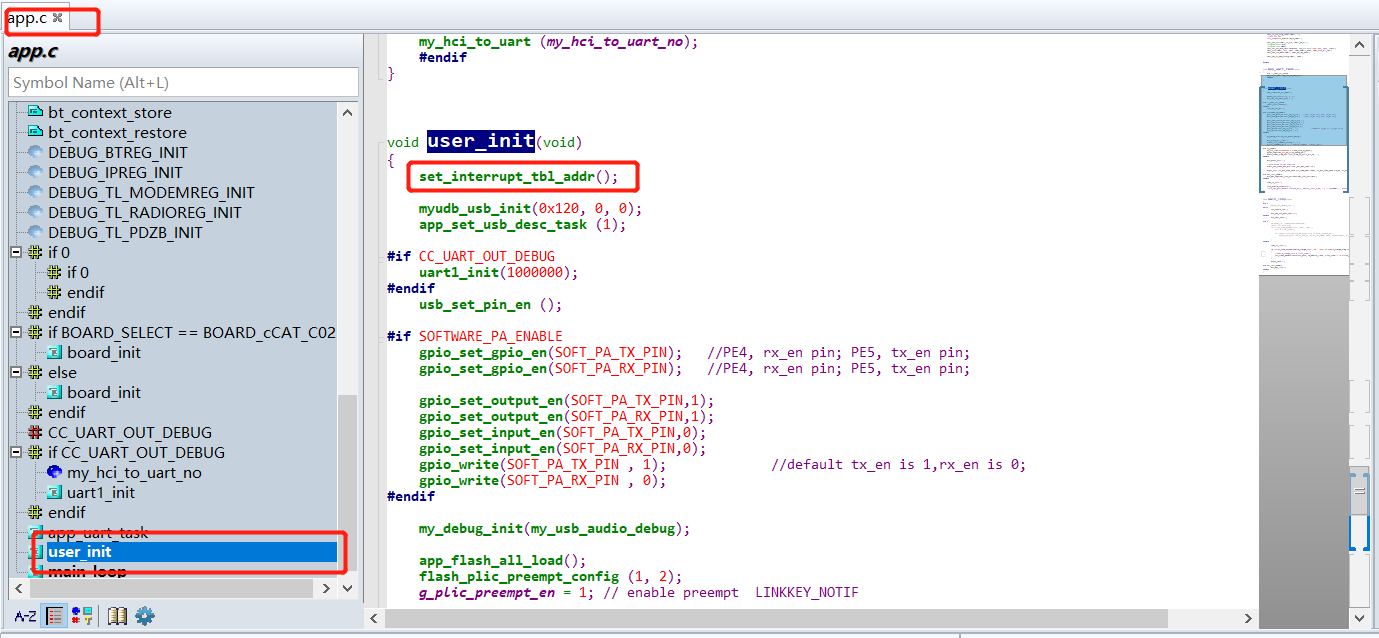 app.c
app.c
Symbol Name (Alt+L)
bt_context_store
bt_context_restore
DEBUG_BTREG_INIT
DEBUG_IPREG_INIT
DEBUG_TL_MODEMREG_INIT
DEBUG_TL_RADIOREG_INIT
DEBUG_TL_PDZB_INIT
if 0
if 0
endif
endif
if BOARD_SELECT == BOARD_cCAT_C02
board_init
else
board_init
endif
CC_UART_OUT_DEBUG
if CC_UART_OUT_DEBUG
my_hci_to_uart_no
uart1_init
endif
app_uart_task
user_init
main_loop
A-Z
my_hci_to_uart (my_hci_to_uart_no);
#endif
}
void user_init(void)
{
set_interrupt_tbl_addr();
myudb_usb_init(0x120, 0, 0);
app_set_usb_desc_task (1);
#if CC_UART_OUT_DEBUG
uart1_init(1000000);
#endif
usb_set_pin_en ();
#if SOFTWARE_PA_ENABLE
gpio_set_gpio_en(SOFT_PA_TX_PIN); //PE4, rx_en pin; PE5, tx_en pin;
gpio_set_gpio_en(SOFT_PA_RX_PIN); //PE4, rx_en pin; PE5, tx_en pin;
gpio_set_output_en(SOFT_PA_TX_PIN,1);
gpio_set_output_en(SOFT_PA_RX_PIN,1);
gpio_set_input_en(SOFT_PA_TX_PIN,0);
gpio_set_input_en(SOFT_PA_RX_PIN,0);
gpio_write(SOFT_PA_TX_PIN , 1); //default tx_en is 1,rx_en is 0;
gpio_write(SOFT_PA_RX_PIN , 0);
#endif
my_debug_init(my_usb_audio_debug);
app_flash_all_load();
flash_plic_preempt_config (1, 2);
g_plic_preempt_en = 1; // enable preempt LINKKEY_NOTIF